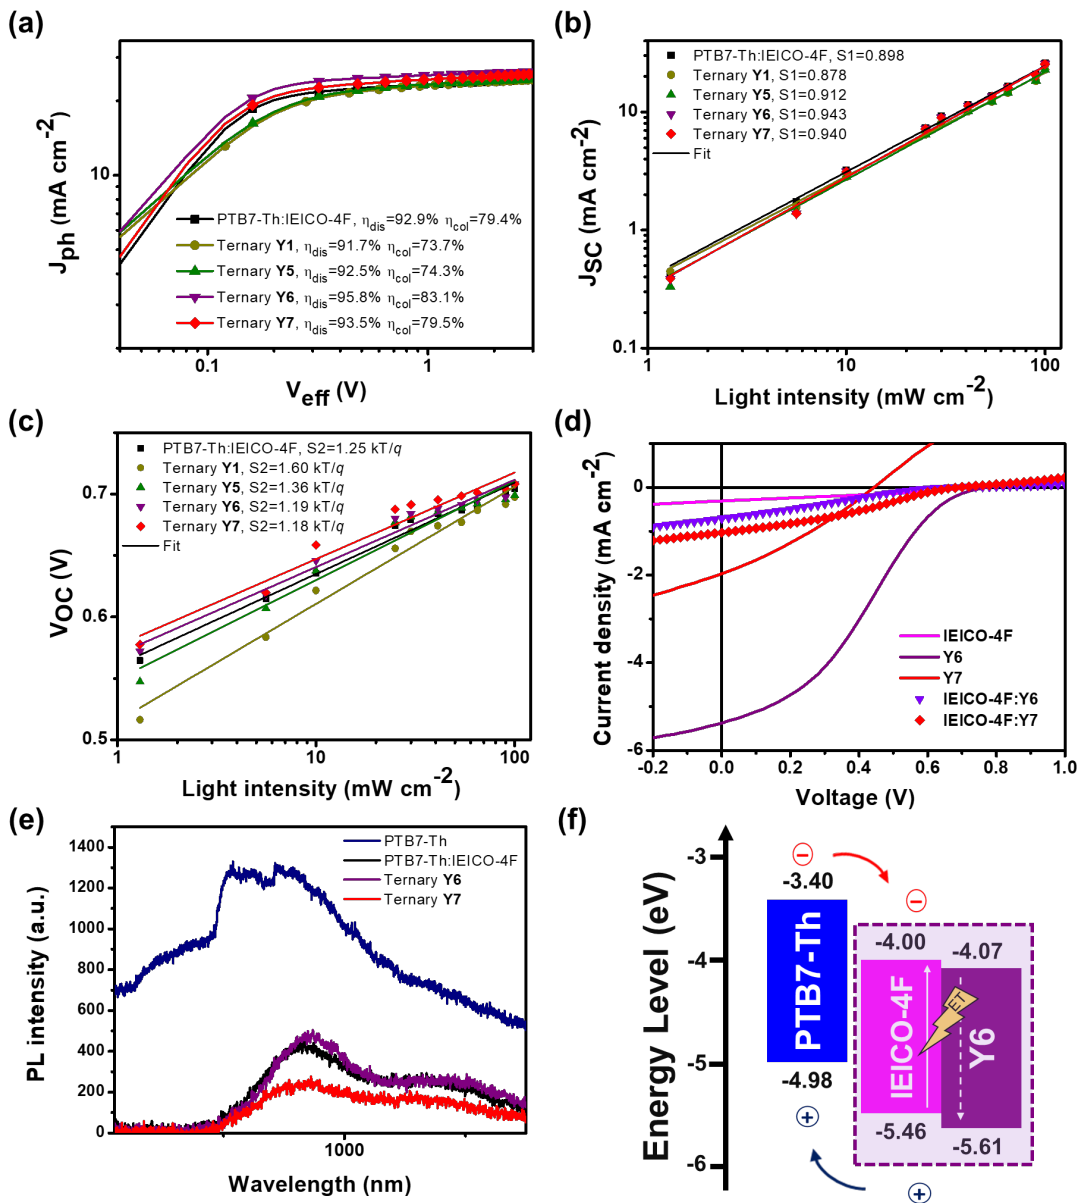 (a)
10
J_ph (mA cm^-2)
PTB7-Th:IEICO-4F, η_dis=92.9% η_col=79.4%
Ternary Y1, η_dis=91.7% η_col=73.7%
Ternary Y5, η_dis=92.5% η_col=74.3%
Ternary Y6, η_dis=95.8% η_col=83.1%
Ternary Y7, η_dis=93.5% η_col=79.5%
0.1 1
V_eff (V)
(b)
10
1
0.1
J_SC (mA cm^-2)
PTB7-Th:IEICO-4F, S1=0.898
Ternary Y1, S1=0.878
Ternary Y5, S1=0.912
Ternary Y6, S1=0.943
Ternary Y7, S1=0.940
Fit
1 10 100
Light intensity (mW cm^-2)
(c)
0.7
0.6
0.5
V_OC (V)
PTB7-Th:IEICO-4F, S2=1.25 kT/q
Ternary Y1, S2=1.60 kT/q
Ternary Y5, S2=1.36 kT/q
Ternary Y6, S2=1.19 kT/q
Ternary Y7, S2=1.18 kT/q
Fit
1 10 100
Light intensity (mW cm^-2)
(d)
0
-2
-4
-6
Current density (mA cm^-2)
IEICO-4F
Y6
Y7
IEICO-4F:Y6
IEICO-4F:Y7
-0.2 0.0 0.2 0.4 0.6 0.8 1.0
Voltage (V)
(e)
1400
1300
1200
1000
900
800
700
600
500
400
300
200
100
0
PL intensity (a.u.)
PTB7-Th
PTB7-Th:IEICO-4F
Ternary Y6
Ternary Y7
1000
Wavelength (nm)
(f)
Energy Level (eV)
-3
-4
-5
-6
-3.40
PTB7-Th
-4.98
-4.00
IEICO-4F
-5.46
-4.07
ET
Y6
-5.61